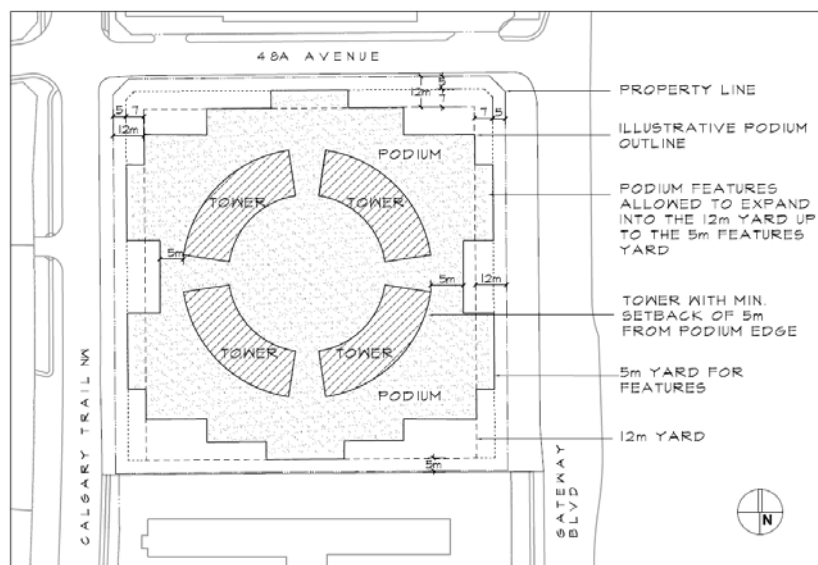 48A AVENUE
5
12m
7
PROPERTY LINE
5
7
7
5
12m
ILLUSTRATIVE PODIUM
OUTLINE
PODIUM
PODIUM FEATURES
ALLOWED TO EXPAND
INTO THE 12m YARD UP
TO THE 5m FEATURES
YARD
TOWER
TOWER
5m
5m
12m
TOWER WITH MIN.
SETBACK OF 5m
FROM PODIUM EDGE
TOWER
TOWER
5m YARD FOR
FEATURES
PODIUM
12m YARD
5m
CALGARY TRAIL NW
GATEWAY
BLVD
N